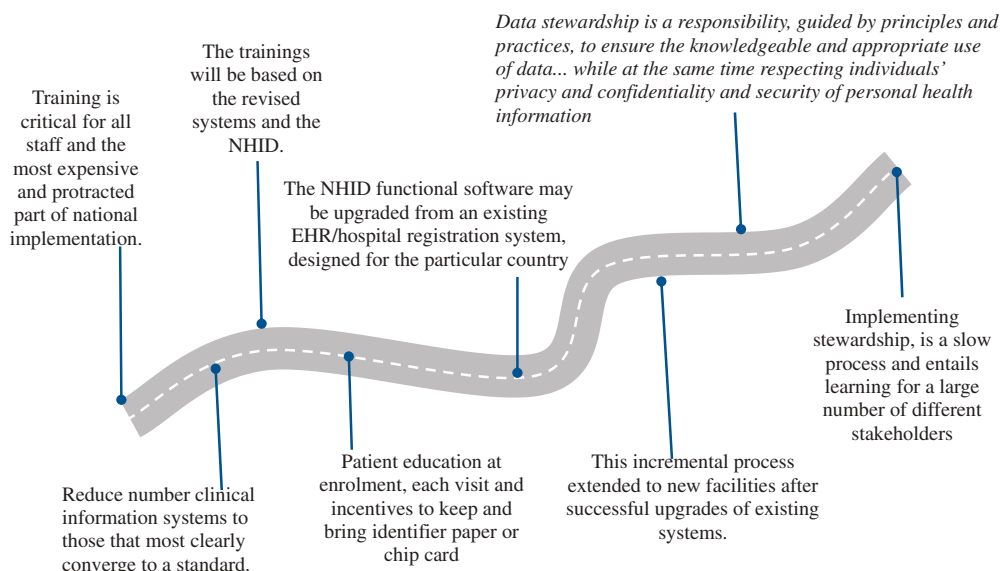 Training is
critical for all
staff and the
most expensive
and protracted
part of national
implementation.
Reduce number clinical
information systems to
those that most clearly
converge to a standard.
The trainings
will be based on
the revised
systems and the
NHID.
Patient education at
enrolment, each visit and
incentives to keep and
bring identifier paper or
chip card
The NHID functional software may
be upgraded from an existing
EHR/hospital registration system,
designed for the particular country
This incremental process
extended to new facilities after
successful upgrades of existing
systems.
Data stewardship is a responsibility, guided by principles and
practices, to ensure the knowledgeable and appropriate use
of data... while at the same time respecting individuals’
privacy and confidentiality and security of personal health
information
Implementing
stewardship, is a slow
process and entails
learning for a large
number of different
stakeholders